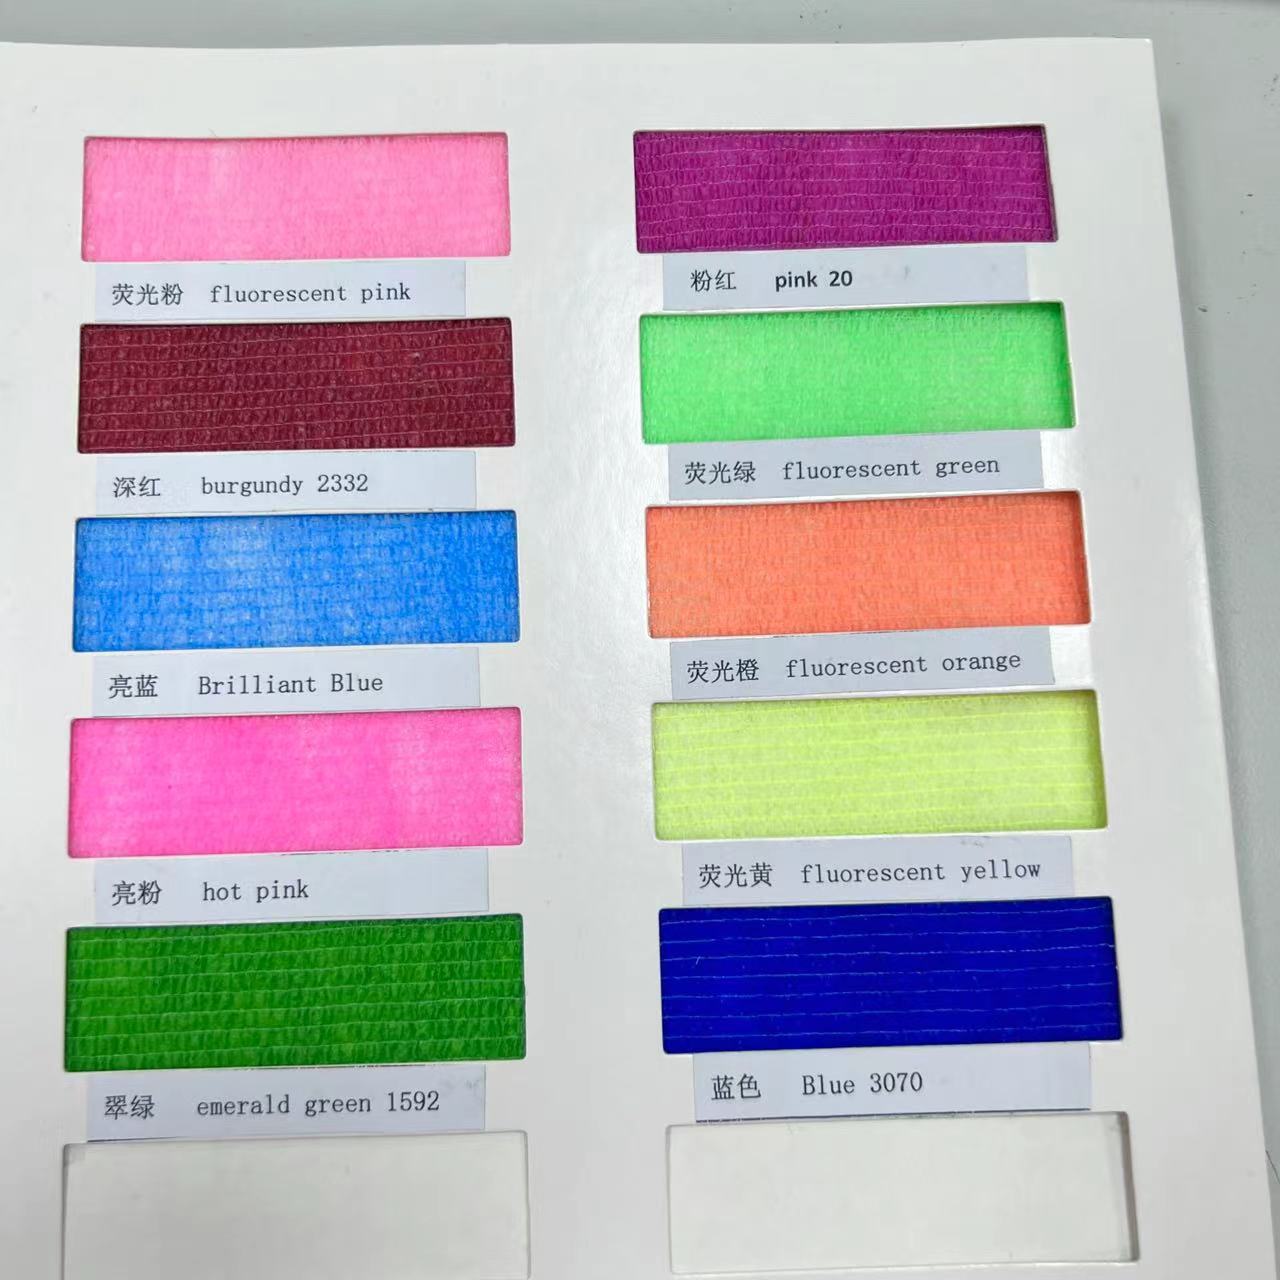 荧光粉 fluorescent pink
深红 burgundy 2332
亮蓝 Brilliant Blue
亮粉 hot pink
翠绿 emerald green 1592
粉红 pink 20
荧光绿 fluorescent green
荧光橙 fluorescent orange
荧光黄 fluorescent yellow
蓝色 Blue 3070